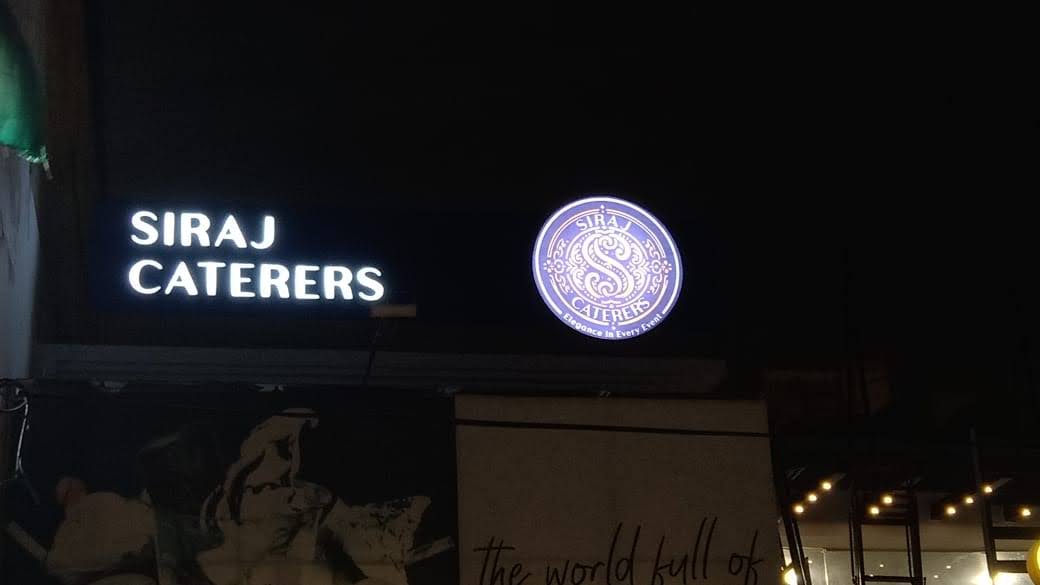 SIRAJ
CATERERS
SIRAJ
S
CATERERS
Elegance in Every Event
the world full of